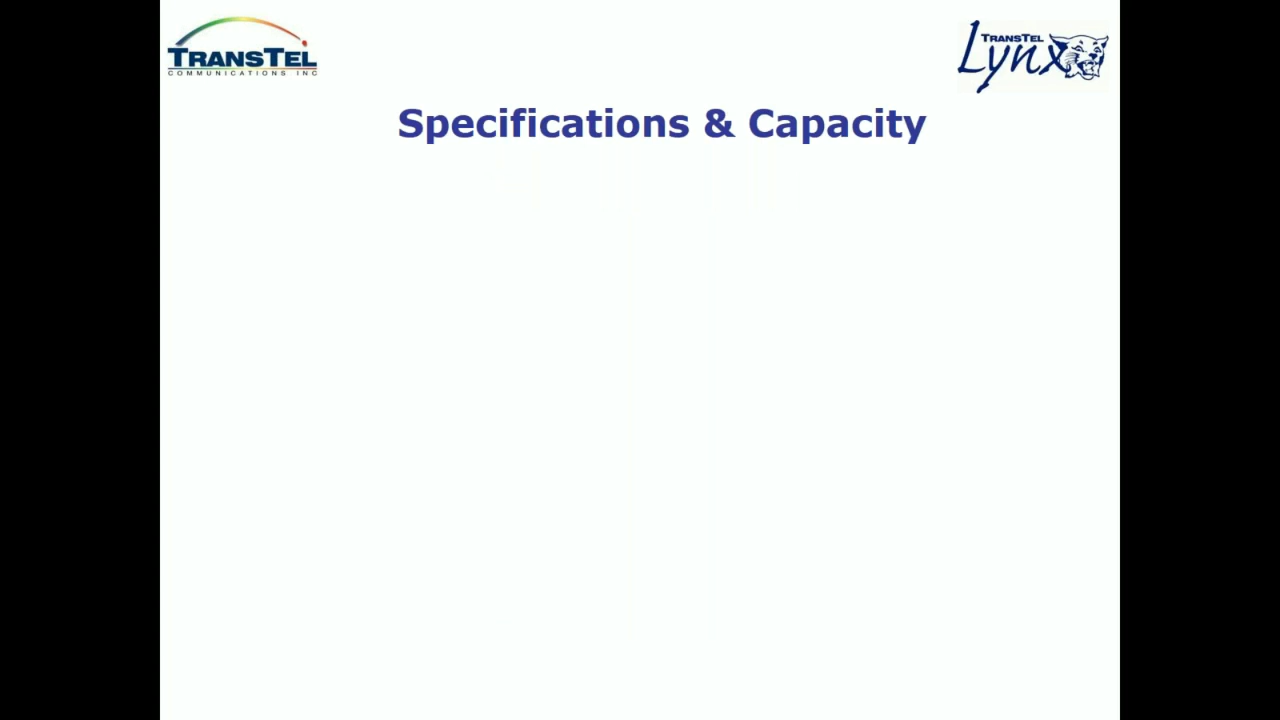 TRANSTEL
COMMUNICATIONS INC
TRANSTEL
Lynx
Specifications & Capacity